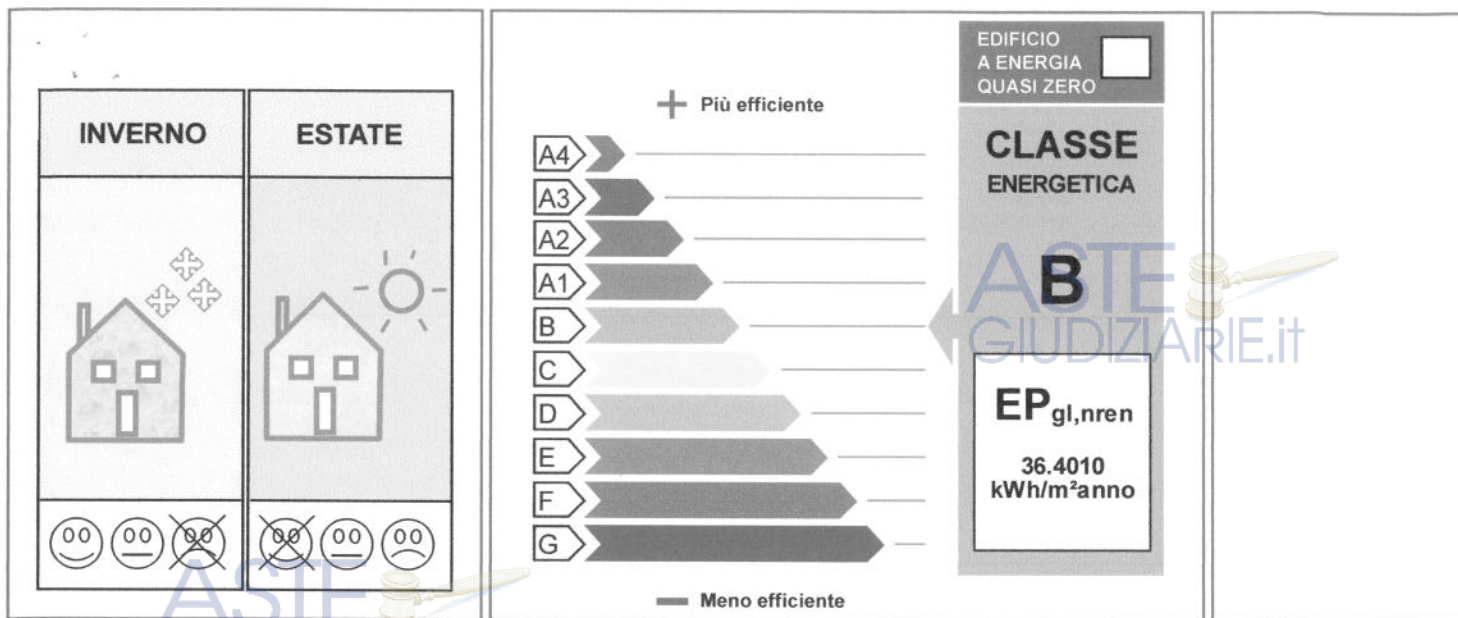 INVERNO
ESTATE
+ Più efficiente
A4
A3
A2
A1
B
C
D
E
F
G
— Meno efficiente
EDIFICIO
A ENERGIA
QUASI ZERO
CLASSE
ENERGETICA
B
EPgl,nren
36.4010
kWh/m²anno
ASTE
GIUDIZIARIE.it
ASTE